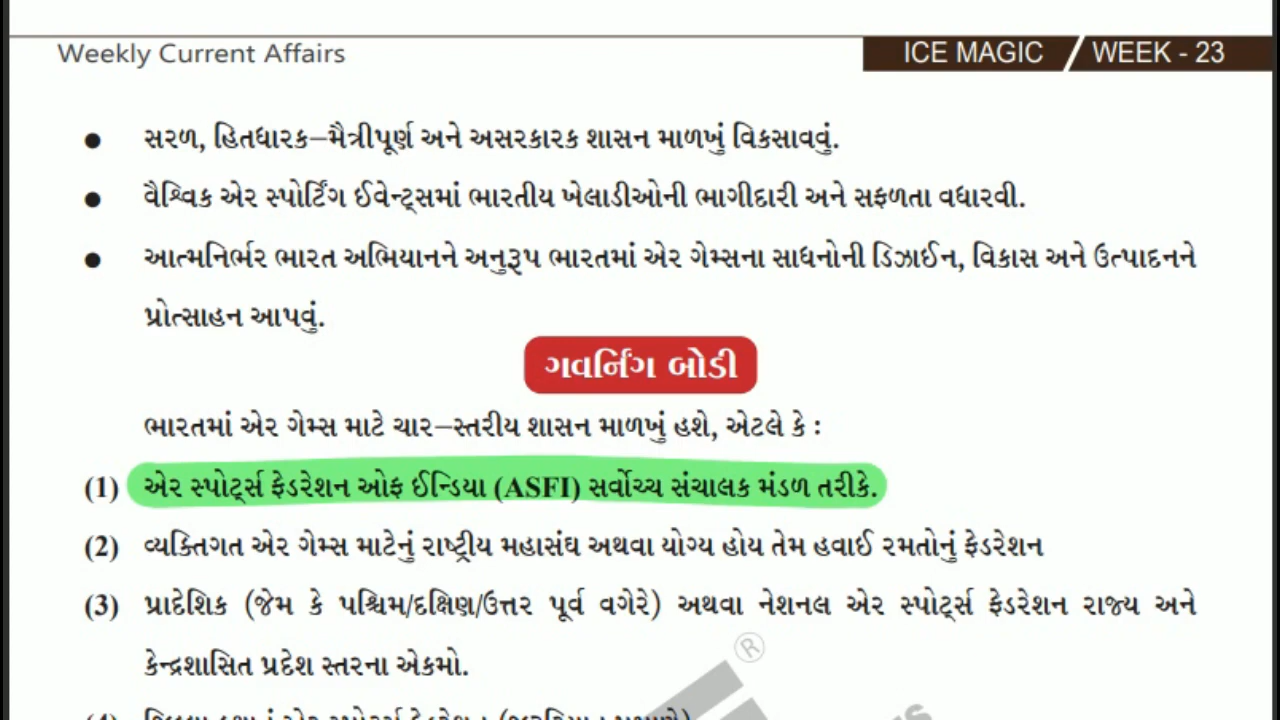 Weekly Current Affairs
ICE MAGIC / WEEK - 23
● સરળ, હિતધારક–મૈત્રીપૂર્ણ અને અસરકારક શાસન માળખું વિકસાવવું.
● વૈશ્વિક એર સ્પોર્ટિંગ ઈવેન્ટ્સમાં ભારતીય ખેલાડીઓની ભાગીદારી અને સફળતા વધારવી.
● આત્મનિર્ભર ભારત અભિયાનને અનુરૂપ ભારતમાં એર ગેમ્સના સાધનોની ડિઝાઈન, વિકાસ અને ઉત્પાદનને
પ્રોત્સાહન આપવું.
ગવર્નિંગ બોડી
ભારતમાં એર ગેમ્સ માટે ચાર–સ્તરીય શાસન માળખું હશે, એટલે કે :
(1) એર સ્પોર્ટ્સ ફેડરેશન ઓફ ઈન્ડિયા (ASFI) સર્વોચ્ચ સંચાલક મંડળ તરીકે.
(2) વ્યક્તિગત એર ગેમ્સ માટેનું રાષ્ટ્રીય મહાસંઘ અથવા યોગ્ય હોય તેમ હવાઈ રમતોનું ફેડરેશન
(3) પ્રાદેશિક (જેમ કે પશ્ચિમ/દક્ષિણ/ઉત્તર પૂર્વ વગેરે) અથવા નેશનલ એર સ્પોર્ટ્સ ફેડરેશન રાજ્ય અને
કેન્દ્રશાસિત પ્રદેશ સ્તરના એકમો.